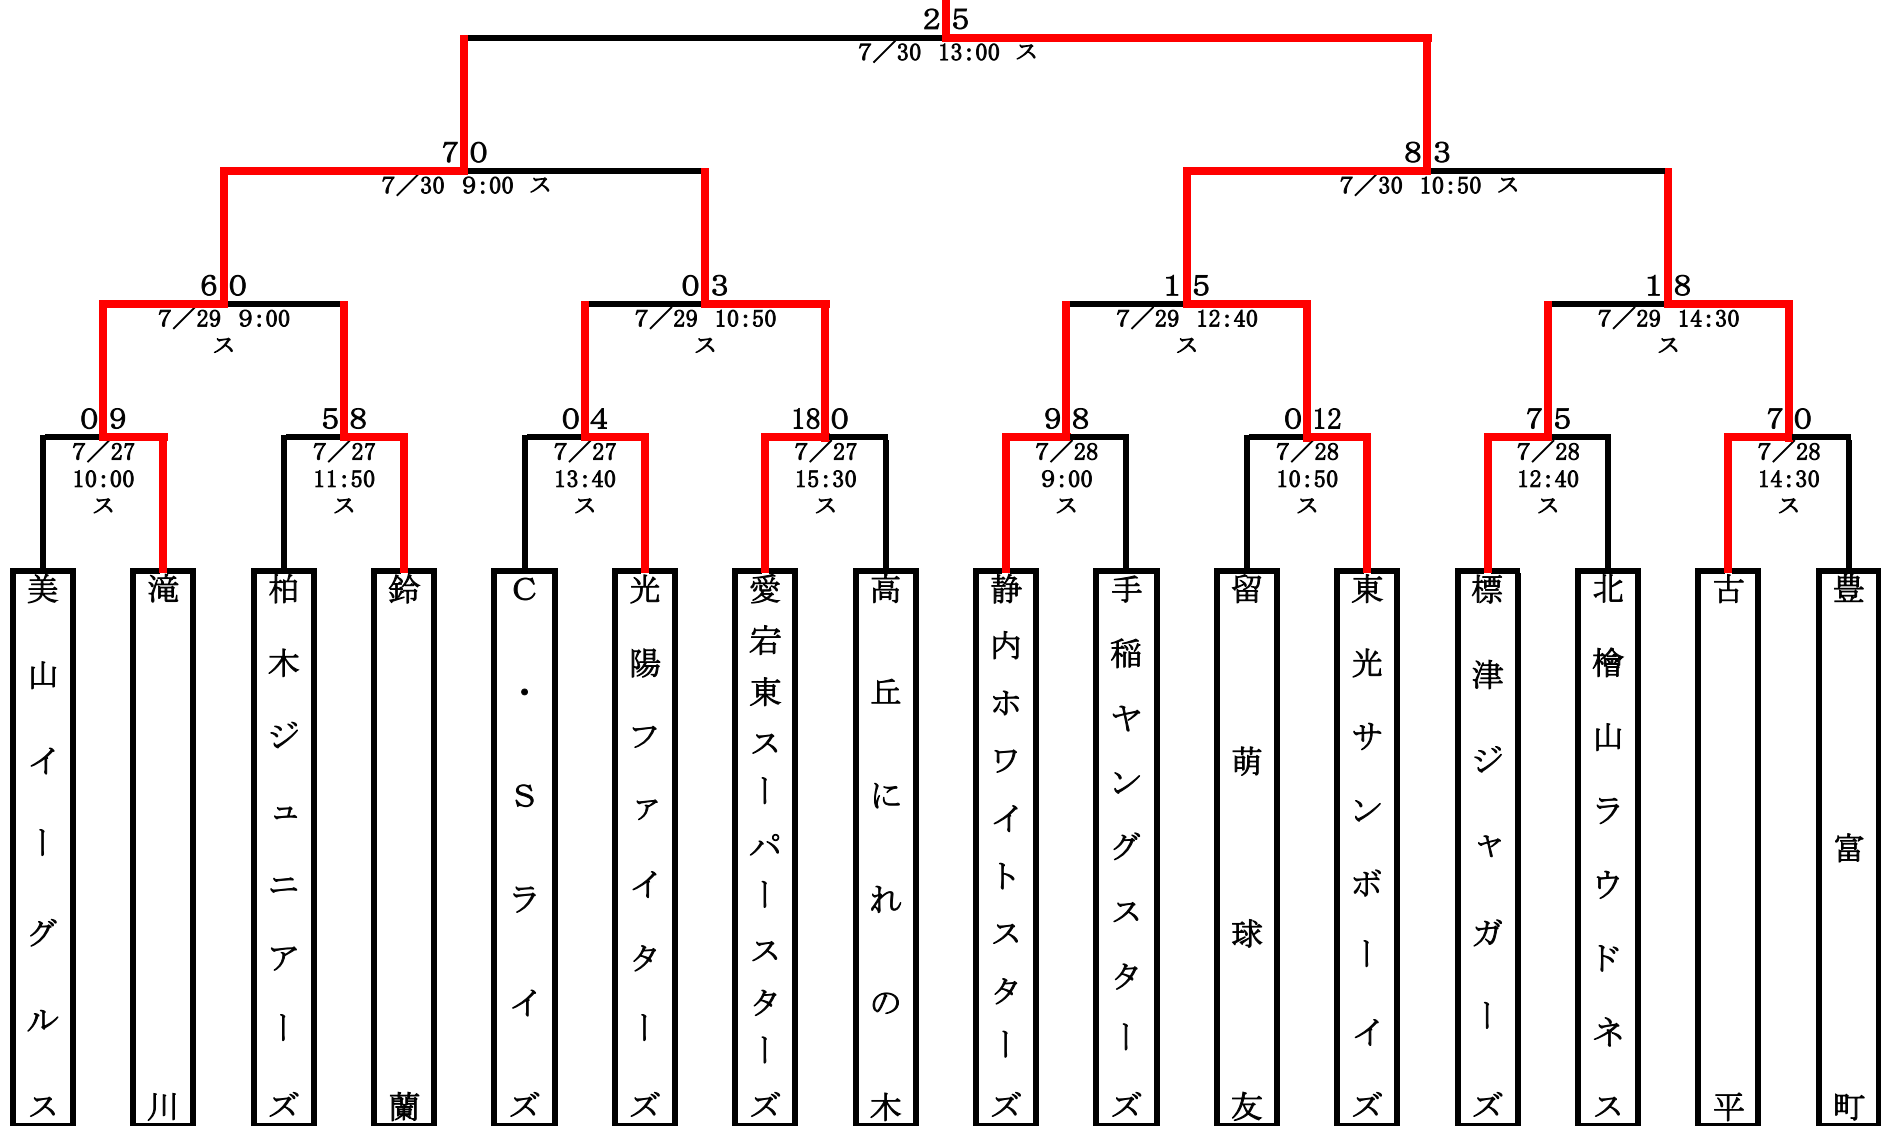 2 5
7／30 13:00 ス
7 0
7／30 9:00 ス
8 3
7／30 10:50 ス
6 0
7／29 9:00
ス
0 3
7／29 10:50
ス
1 5
7／29 12:40
ス
1 8
7／29 14:30
ス
0 9
7／27
10:00
ス
5 8
7／27
11:50
ス
0 4
7／27
13:40
ス
18 0
7／27
15:30
ス
9 8
7／28
9:00
ス
0 12
7／28
10:50
ス
7 5
7／28
12:40
ス
7 0
7／28
14:30
ス
美山イーグルス
滝川
柏木ジュニアーズ
鈴蘭
C・Sライズ
光陽ファイターズ
愛宕東スーパースターズ
高丘にれの木
静内ホワイトスターズ
手稲ヤングスターズ
留萌球友
東光サンボーイズ
標津ジャガーズ
北檜山ラウドネス
古平
豊富町